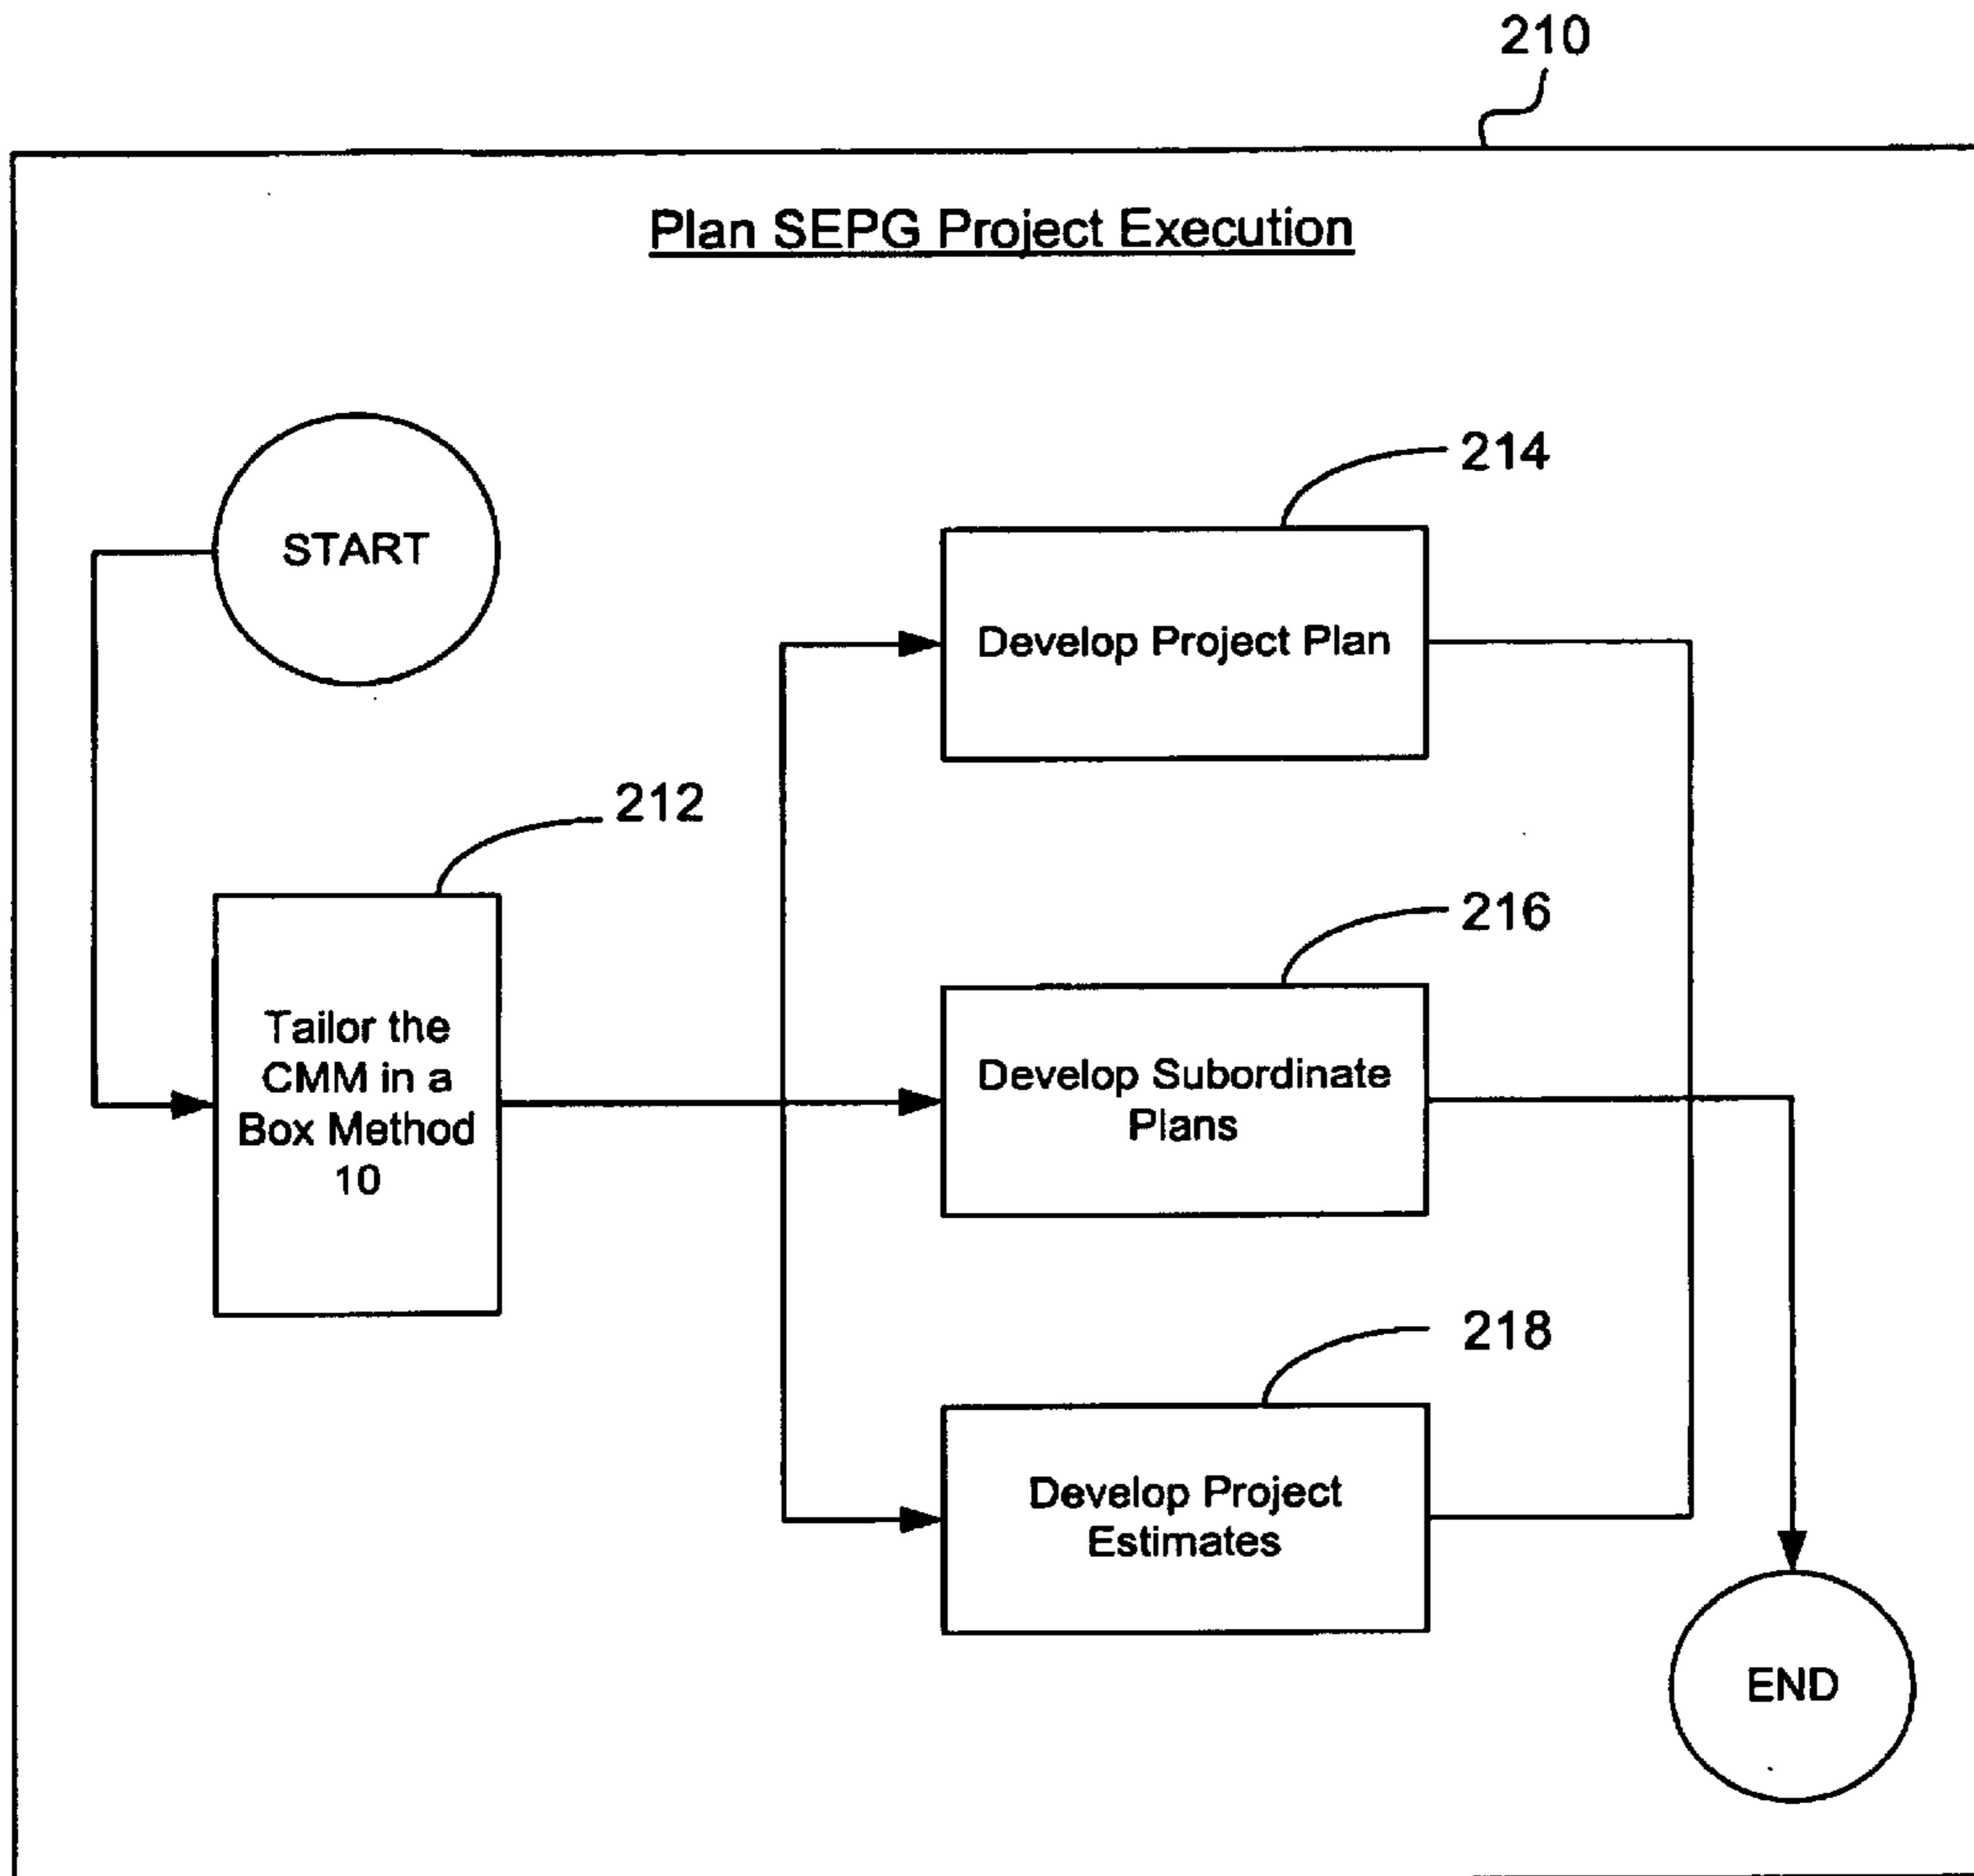 210
Plan SEPG Project Execution
START
214
Develop Project Plan
212
Tailor the
CMM in a
Box Method
10
216
Develop Subordinate
Plans
218
Develop Project
Estimates
END